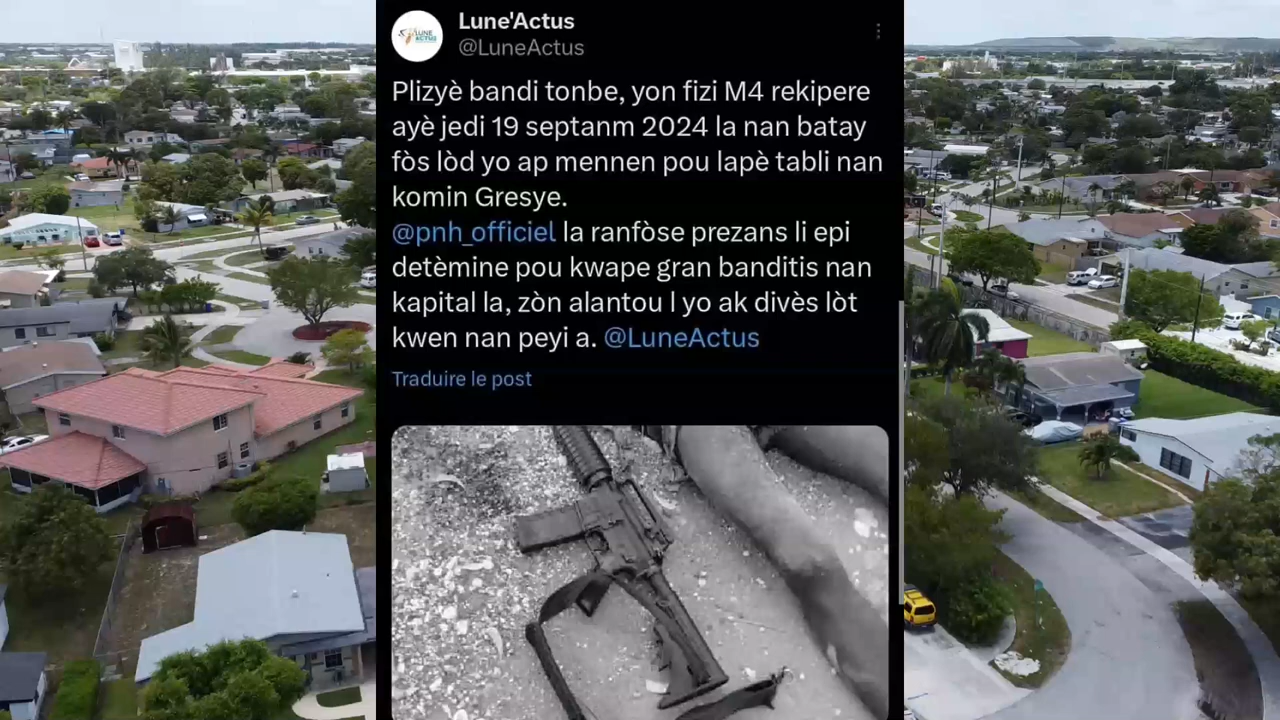 Lune'Actus
@LuneActus
Plizyè bandi tonbe, yon fizi M4 rekipere
ayè jedi 19 septanm 2024 la nan batay
fòs lòd yo ap mennen pou lapè tabli nan
komin Gresye.
@pnh_officiel la ranfòse prezans li epi
detèmine pou kwape gran banditis nan
kapital la, zòn alantou l yo ak divès lòt
kwen nan peyi a. @LuneActus
Traduire le post